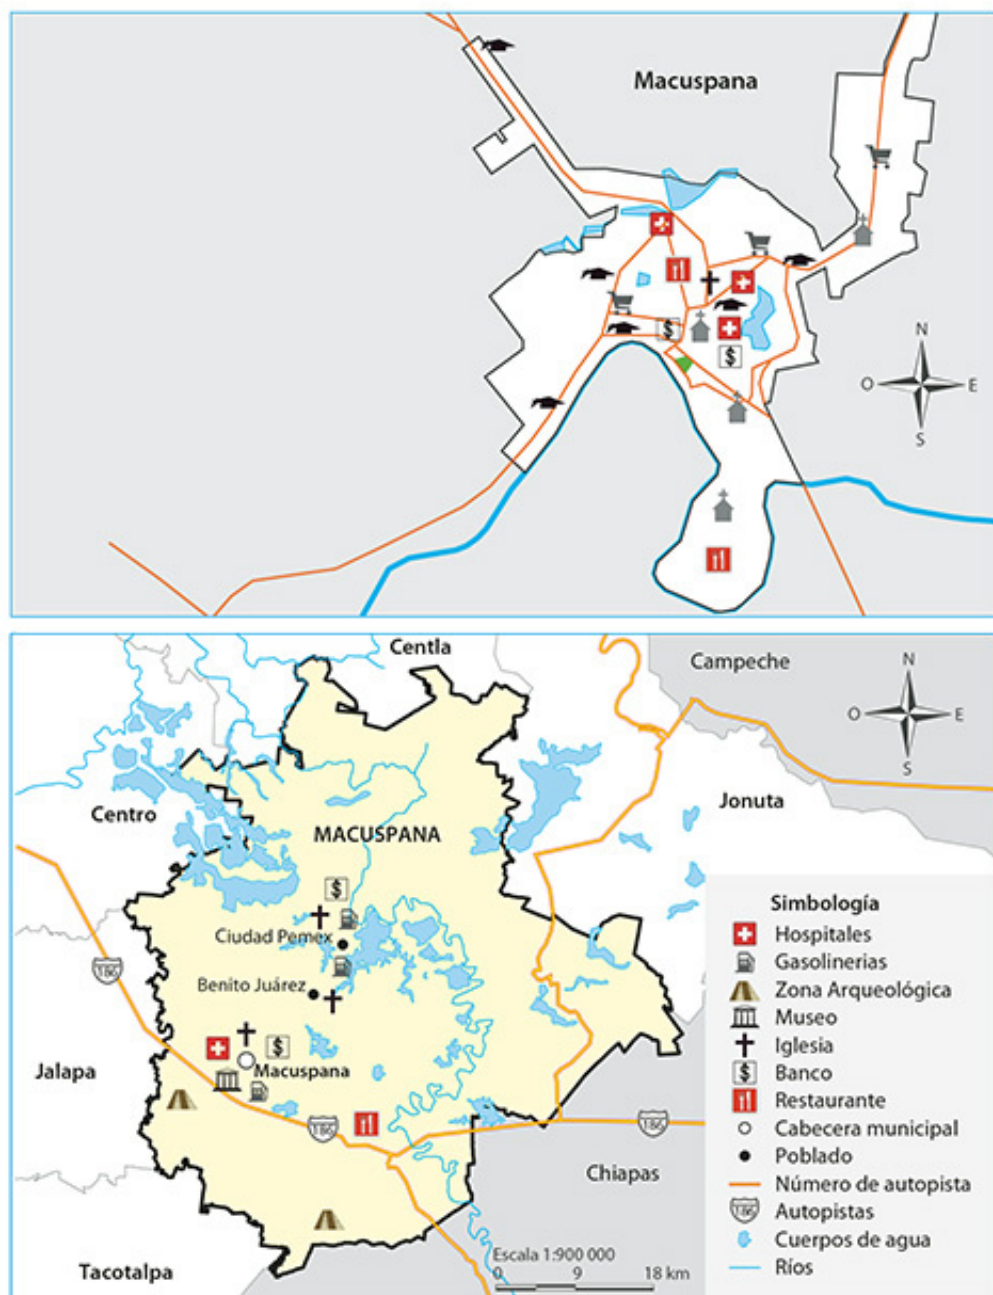 Macuspana
N
O
E
S
Centla
Campeche
N
O
E
S
Centro
Jonuta
MACUSPANA
$
Simbología
Hospitales
Ciudad Pemex
Gasolinerias
186
Zona Arqueológica
Benito Juárez
Museo
Iglesia
$
Jalapa
Macuspana
$ Banco
Restaurante
186
186
Cabecera municipal
Poblado
Chiapas
Número de autopista
186 Autopistas
Cuerpos de agua
Tacotalpa
Escala 1:900 000
Ríos
0 9 18 km